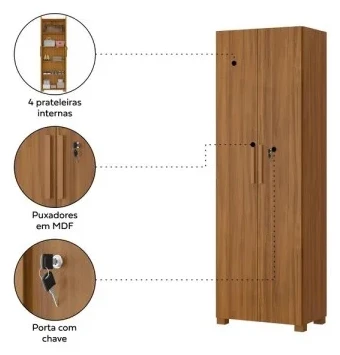 4 prateleiras
internas
Puxadores
em MDF
Porta com
chave